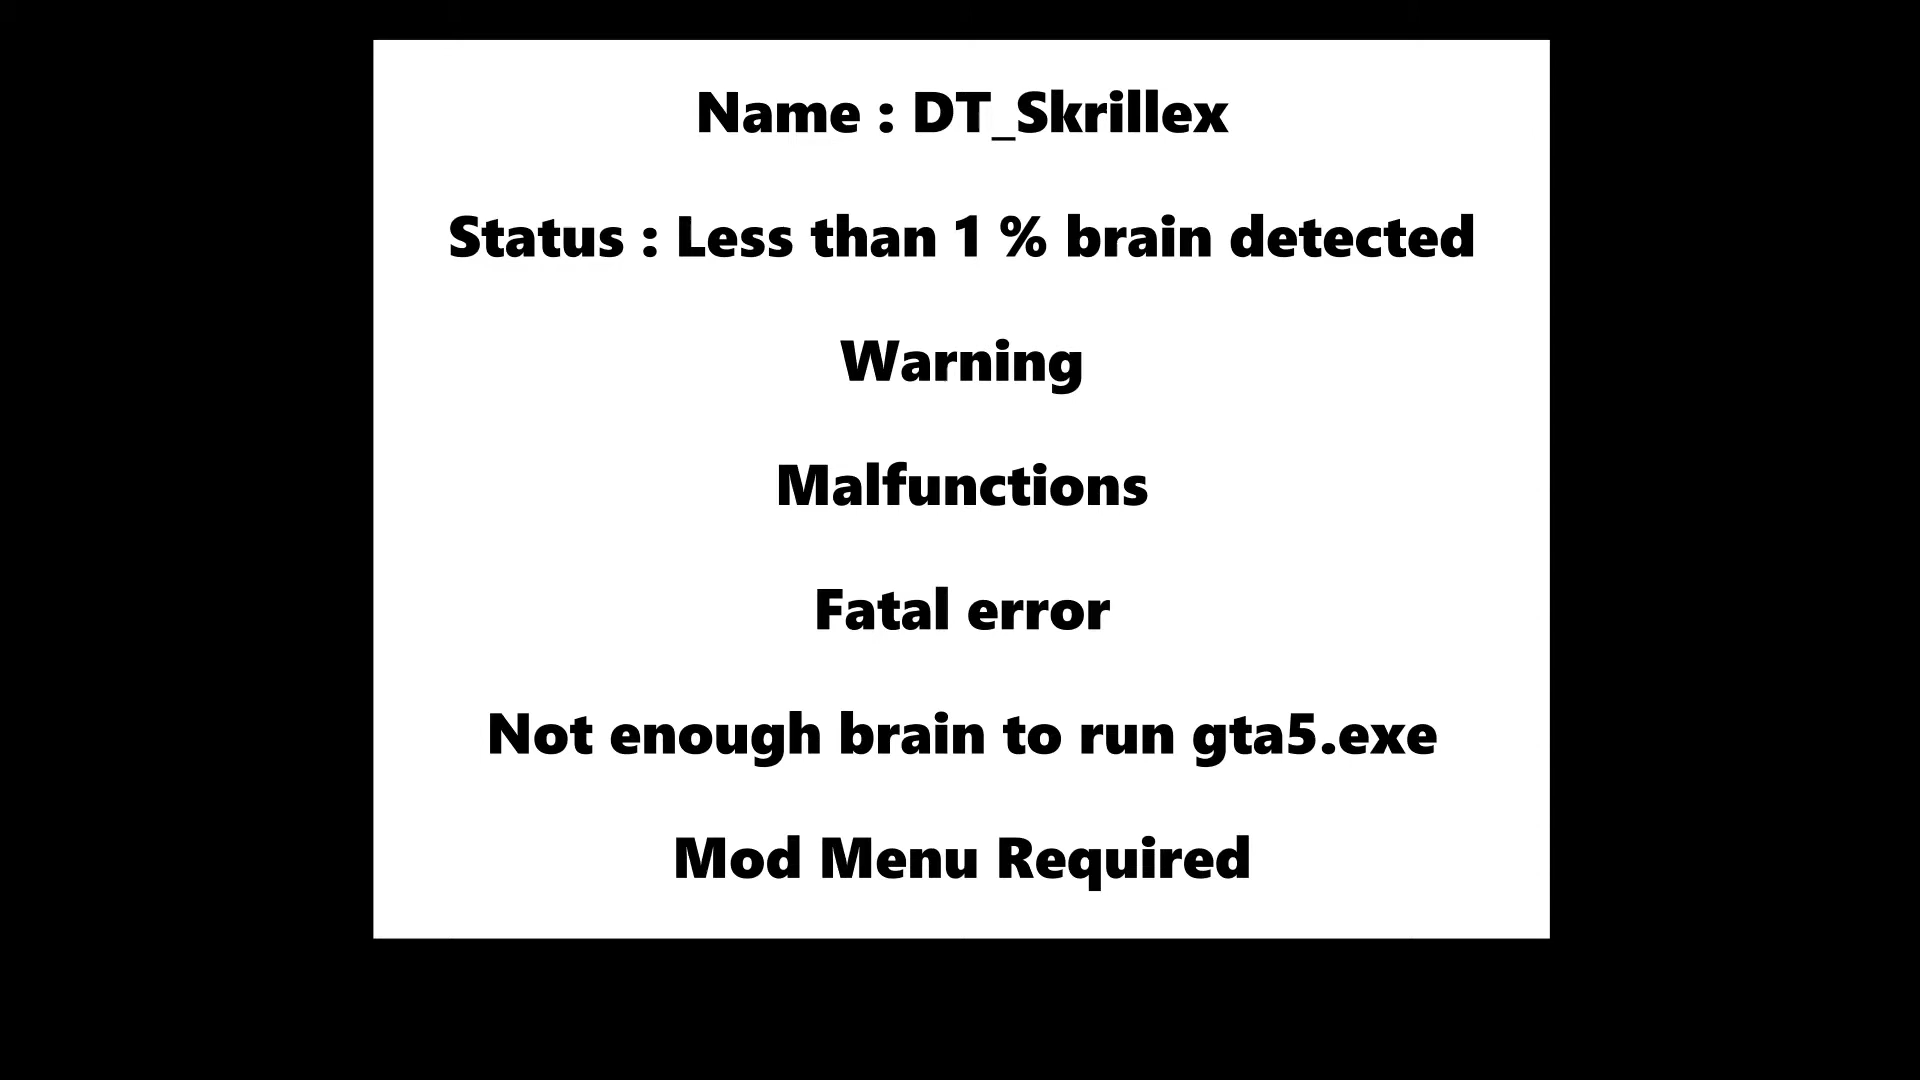 Name : DT_Skrillex
Status : Less than 1 % brain detected
Warning
Malfunctions
Fatal error
Not enough brain to run gta5.exe
Mod Menu Required